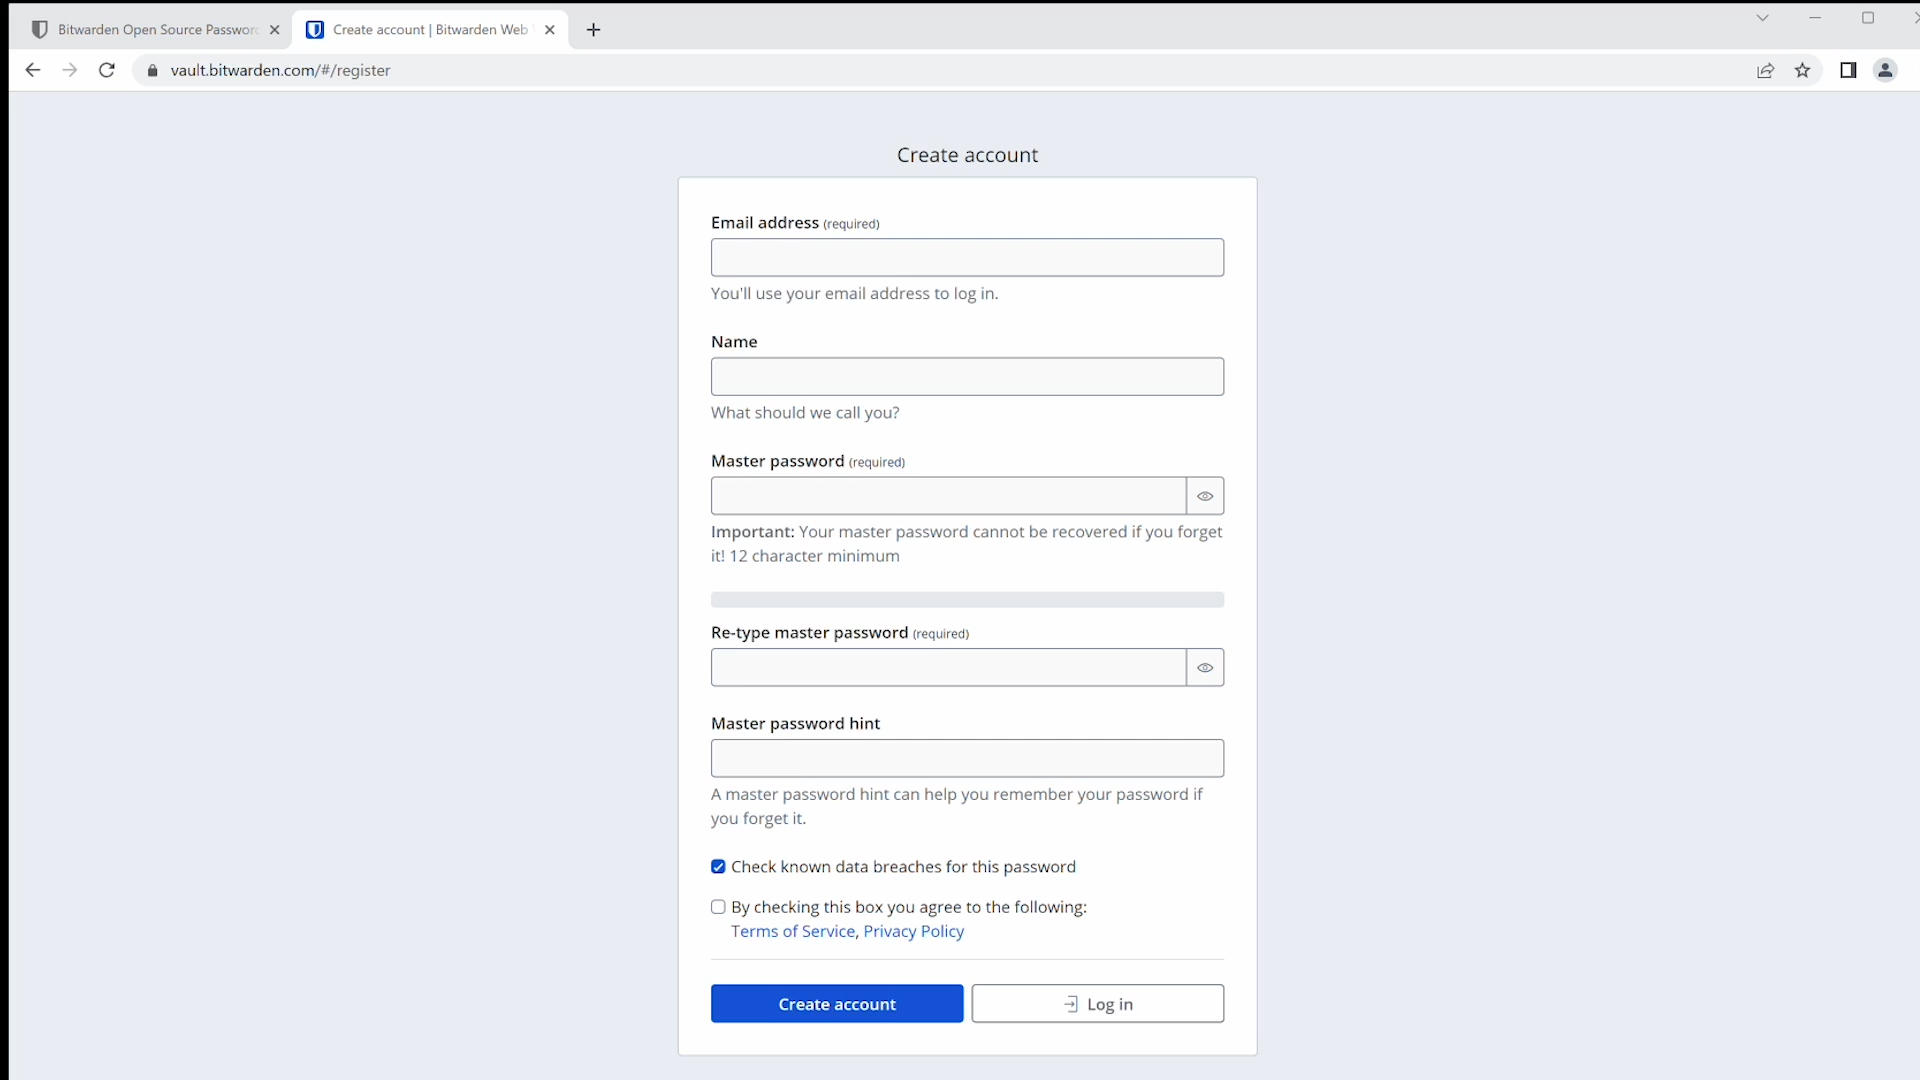 Bitwarden Open Source Passwor
Create account | Bitwarden Web
vault.bitwarden.com/#/register
Create account
Email address (required)
You'll use your email address to log in.
Name
What should we call you?
Master password (required)
Important: Your master password cannot be recovered if you forget
it! 12 character minimum
Re-type master password (required)
Master password hint
A master password hint can help you remember your password if
you forget it.
Check known data breaches for this password
By checking this box you agree to the following:
Terms of Service, Privacy Policy
Create account
Log in